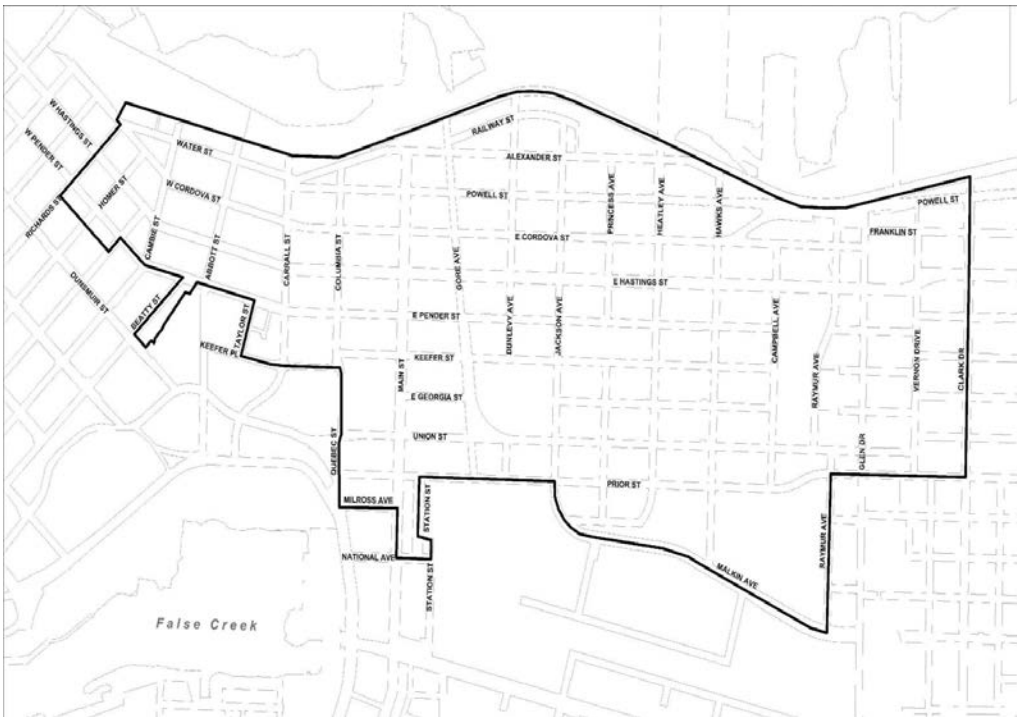 W HASTINGS ST
W PENDER ST
RICHARDS ST
HOMER ST
WATER ST
W CORDOVA ST
CAMBIE ST
ABBOTT ST
DUNSMUIR ST
BEATTY ST
KEEFER PL
TAYLOR ST
CARRALL ST
COLUMBIA ST
RAILWAY ST
ALEXANDER ST
POWELL ST
E CORDOVA ST
GORE AVE
PRINCESS AVE
HEATLEY AVE
HAWKS AVE
POWELL ST
FRANKLIN ST
E HASTINGS ST
E PENDER ST
DUNLEVY AVE
JACKSON AVE
CAMPBELL AVE
RAYMUR AVE
VERNON DRIVE
CLARK DR
KEEFER ST
MAIN ST
E GEORGIA ST
UNION ST
QUEBEC ST
GLEN DR
PRIOR ST
MILROSS AVE
STATION ST
NATIONAL AVE
STATION ST
MALKIN AVE
RAYMUR AVE
False Creek